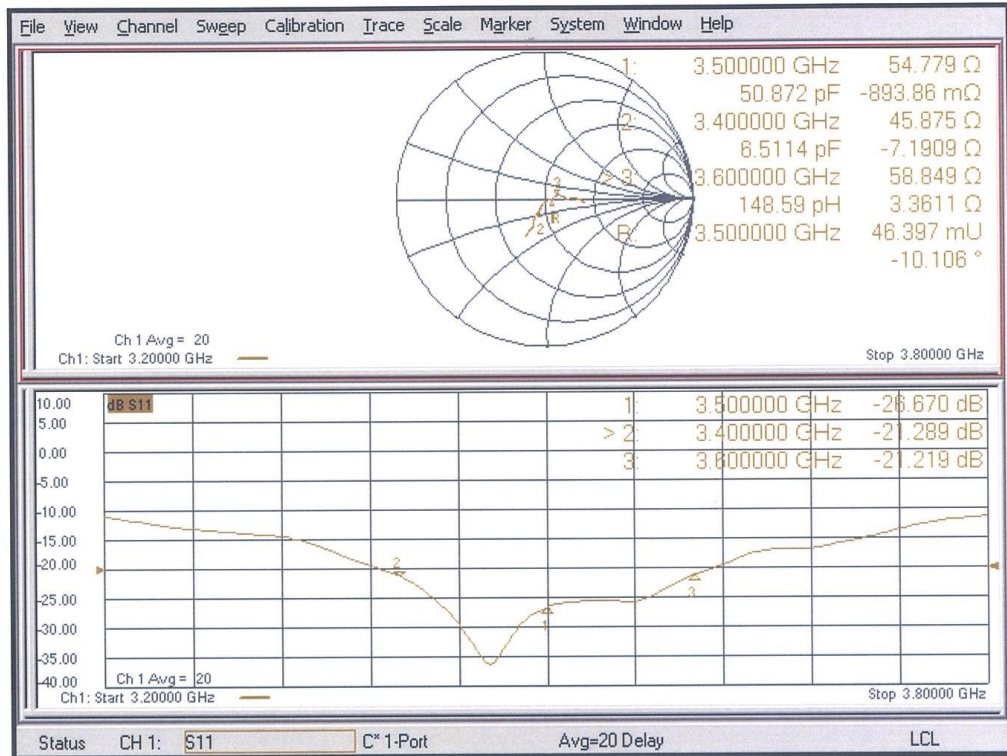 File View Channel Sweep Calibration Trace Scale Marker System Window Help
1: 3.500000 GHz 54.779 Ω
50.872 pF -893.86 mΩ
2: 3.400000 GHz 45.875 Ω
6.5114 pF -7.1909 Ω
> 3: 3.600000 GHz 58.849 Ω
148.59 pH 3.3611 Ω
R: 3.500000 GHz 46.397 mU
-10.106 °
3
R
2
Ch 1 Avg = 20
Ch1: Start 3.20000 GHz
Stop 3.80000 GHz
dB S11
10.00
5.00
0.00
-5.00
-10.00
-15.00
-20.00
-25.00
-30.00
-35.00
-40.00
1: 3.500000 GHz -26.670 dB
> 2: 3.400000 GHz -21.289 dB
3: 3.600000 GHz -21.219 dB
2
1
3
Ch 1 Avg = 20
Ch1: Start 3.20000 GHz
Stop 3.80000 GHz
Status CH 1: S11 C* 1-Port Avg=20 Delay LCL